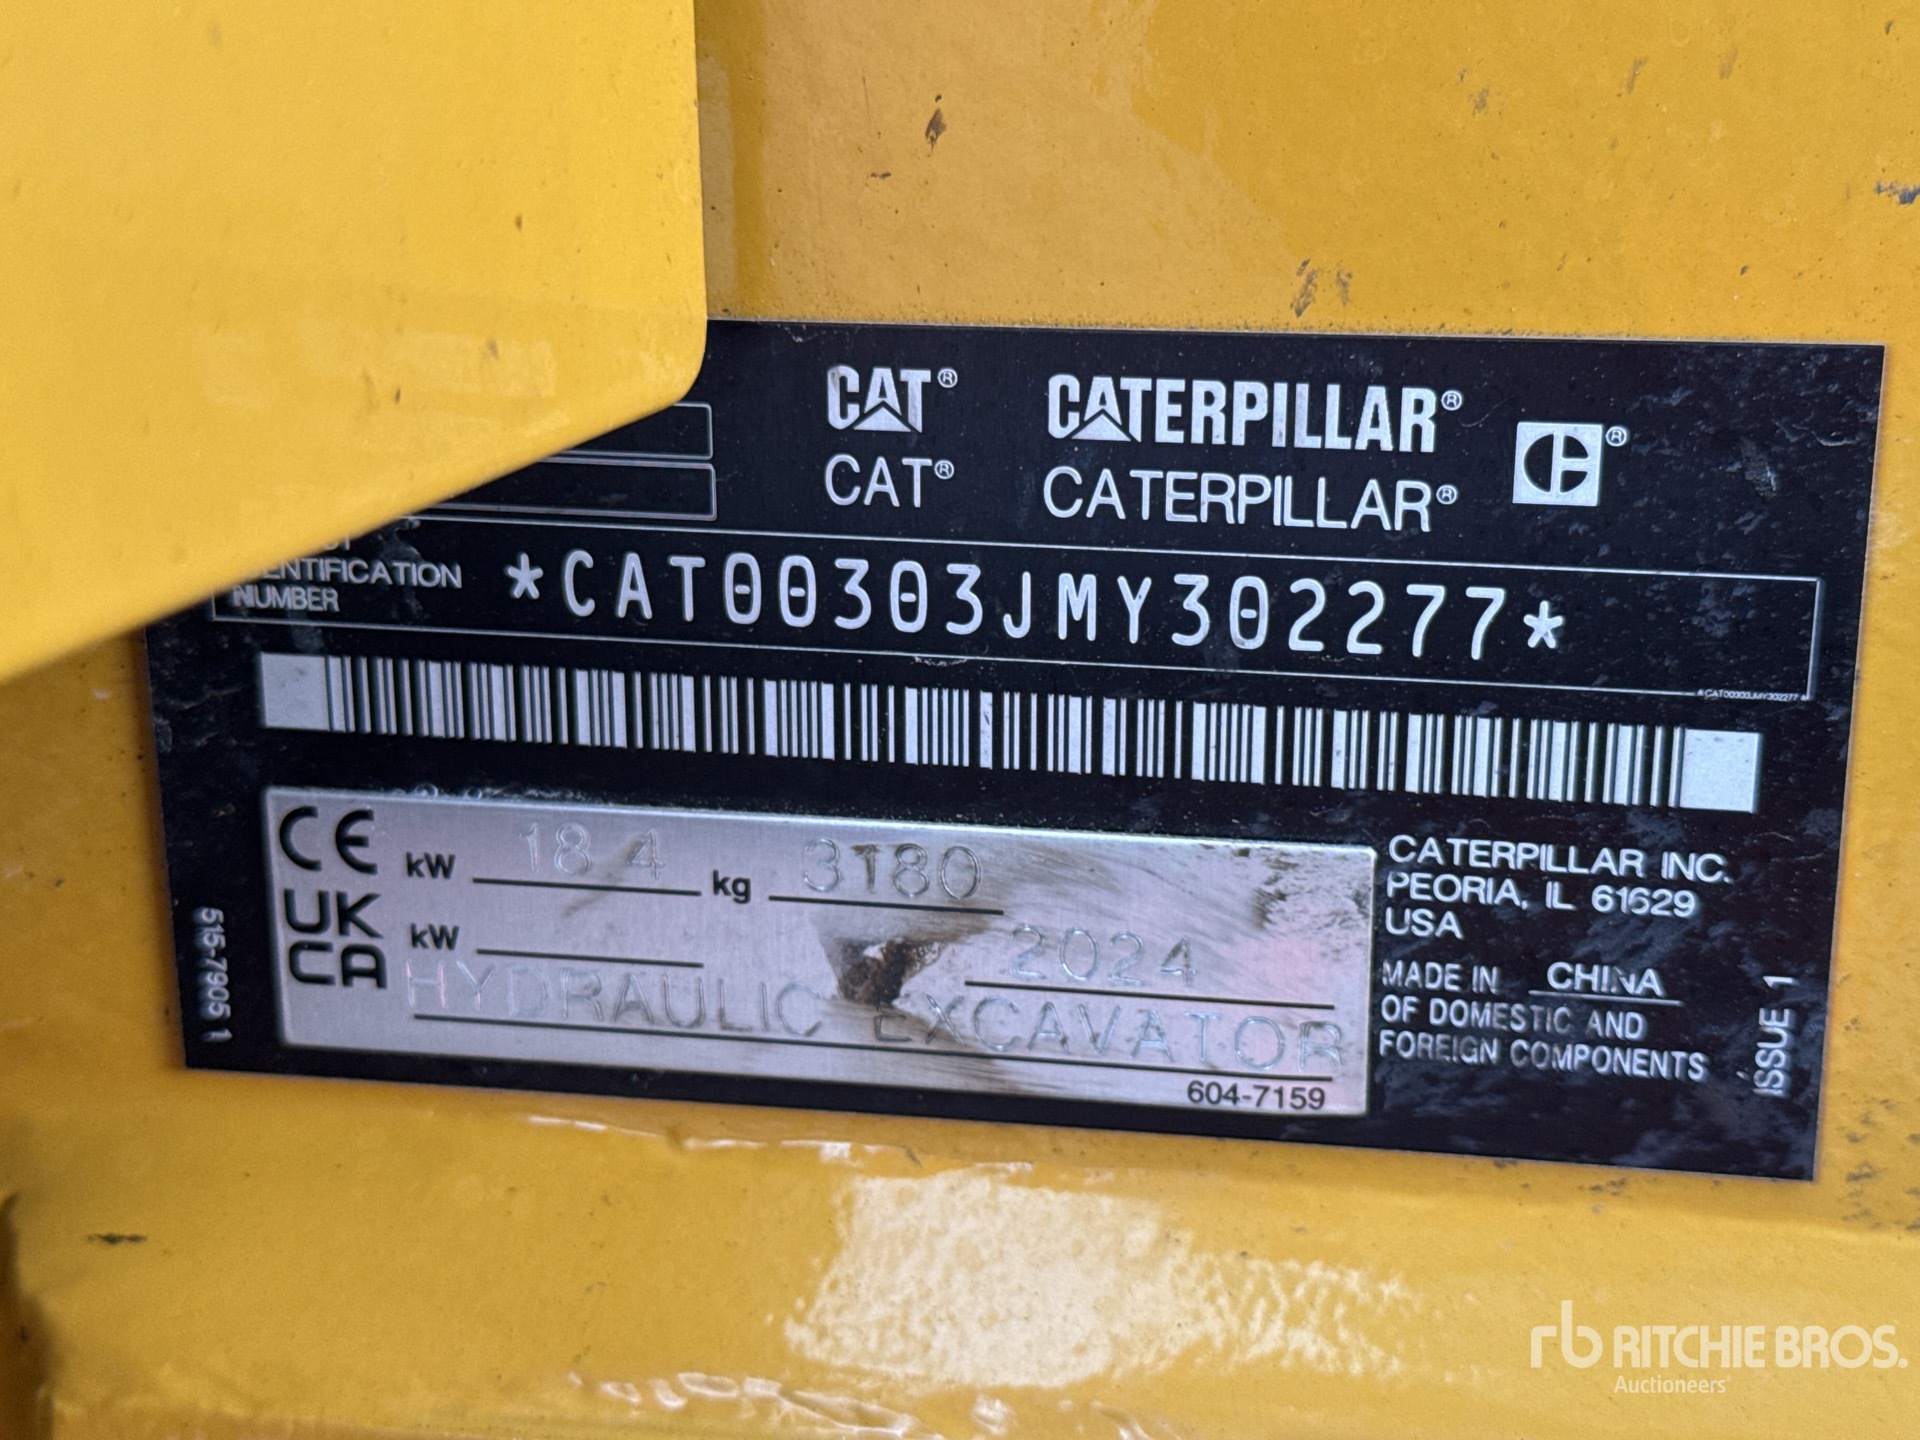 CAT® CATERPILLAR® ®
CAT® CATERPILLAR®
IDENTIFICATION
NUMBER
*CAT00303JMY302277*
*CAT00303JMY302277*
CE kW 18.4 kg 3180
UK
CA kW 2024
HYDRAULIC EXCAVATOR
604-7159
CATERPILLAR INC.
PEORIA, IL 61629
USA
MADE IN CHINA
OF DOMESTIC AND
FOREIGN COMPONENTS
515-7905 1
ISSUE 1
rb RITCHIE BROS.
Auctioneers